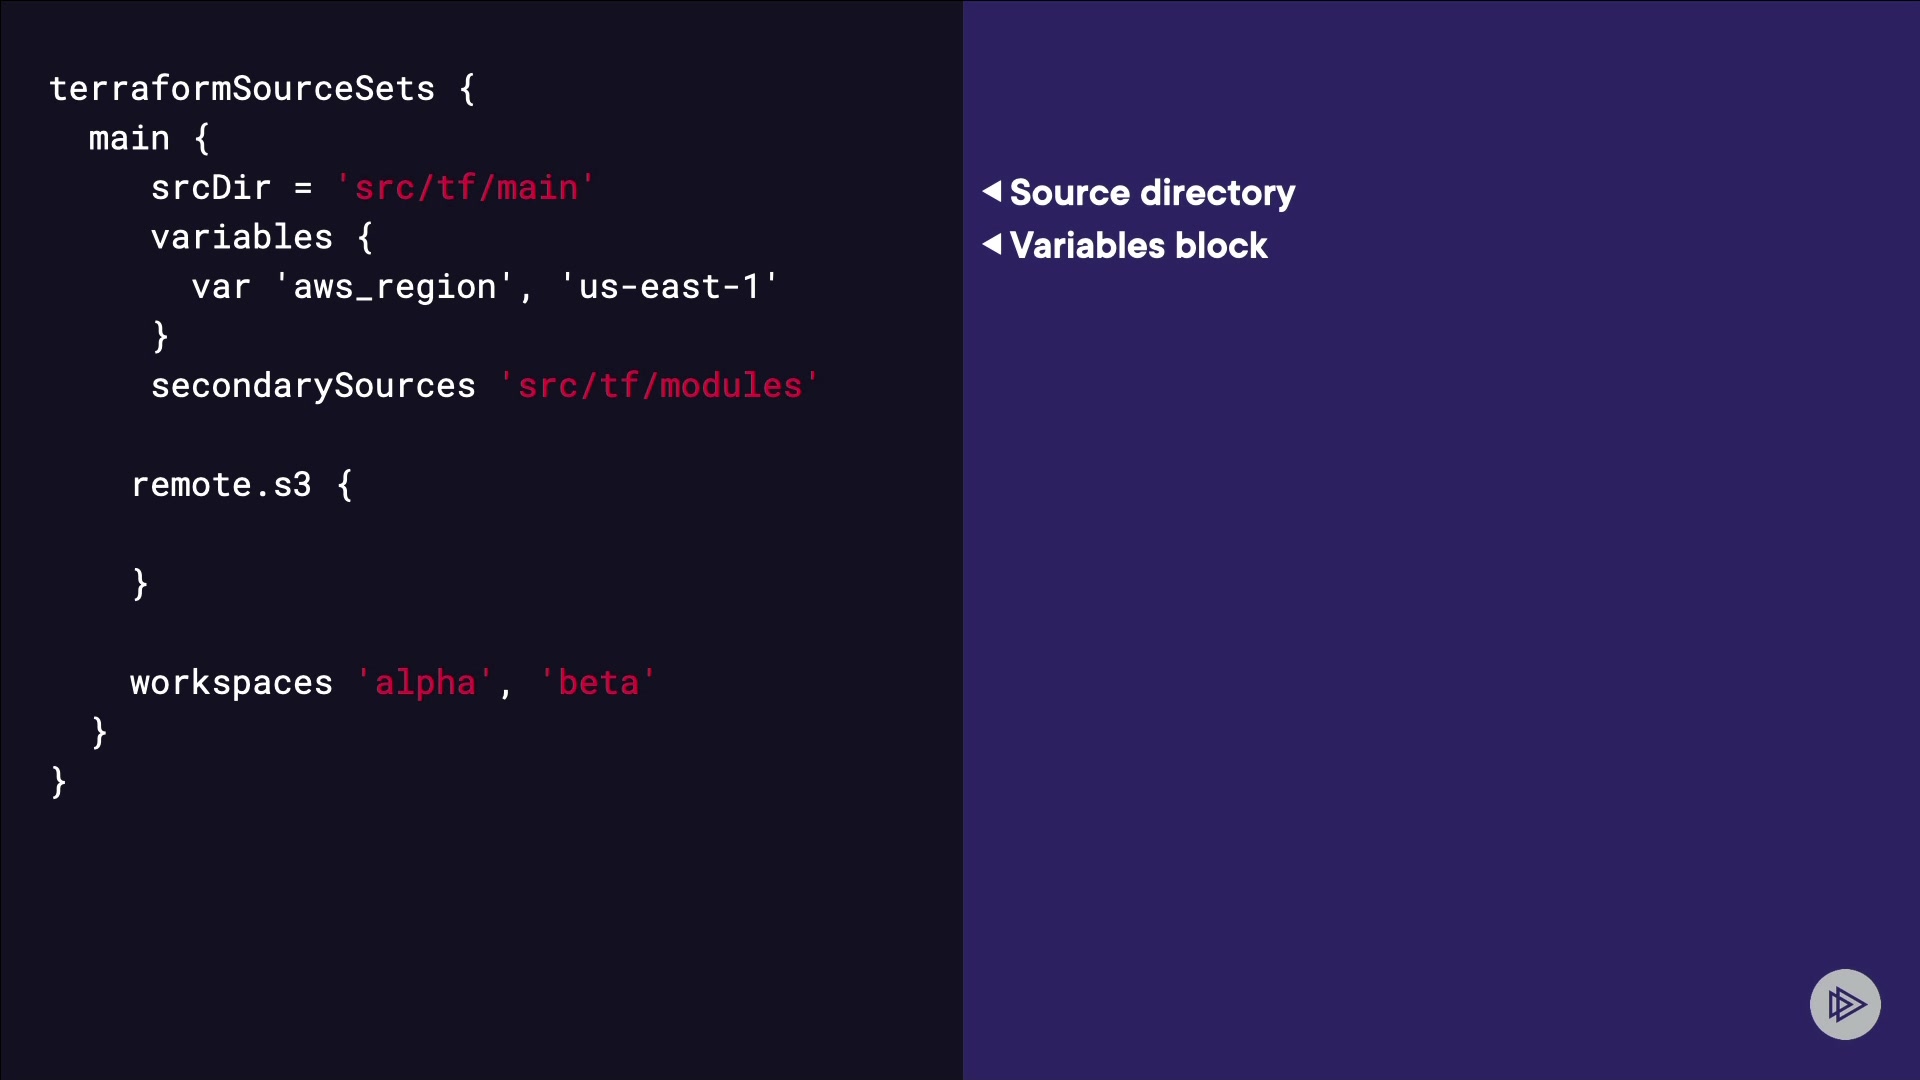 terraformSourceSets {
main {
srcDir = 'src/tf/main'
variables {
var 'aws_region', 'us-east-1'
}
secondarySources 'src/tf/modules'
remote.s3 {
}
workspaces 'alpha', 'beta'
}
}
Source directory
Variables block